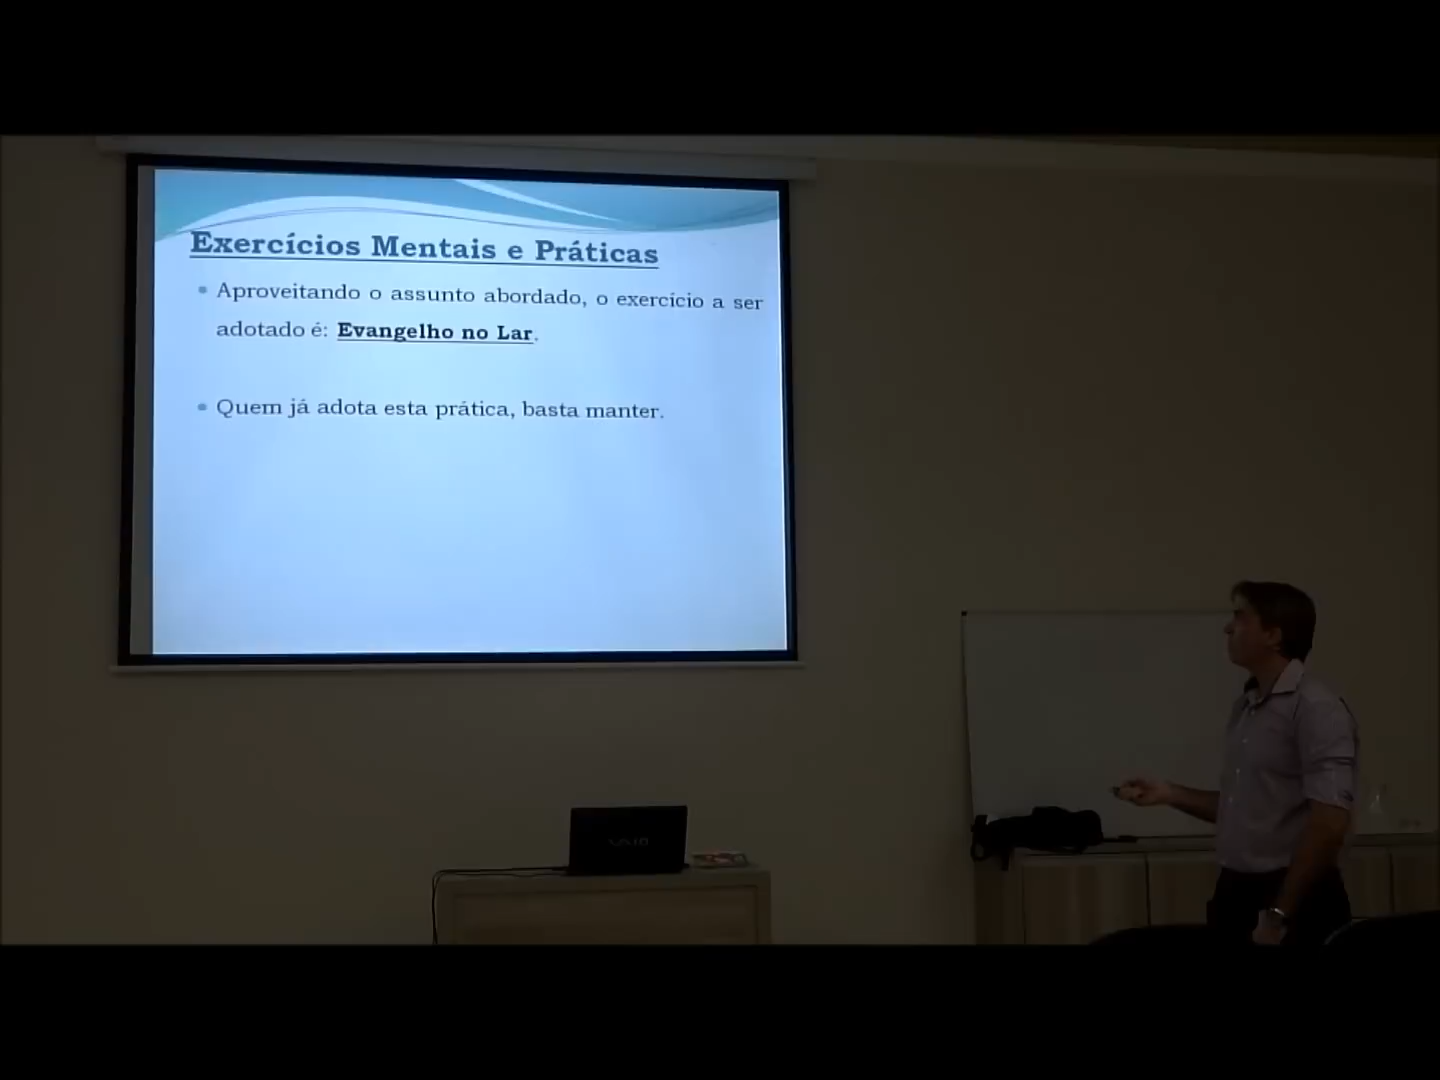 Exercícios Mentais e Práticas
Aproveitando o assunto abordado, o exercício a ser
adotado é: Evangelho no Lar.
Quem já adota esta prática, basta manter.
VAIO